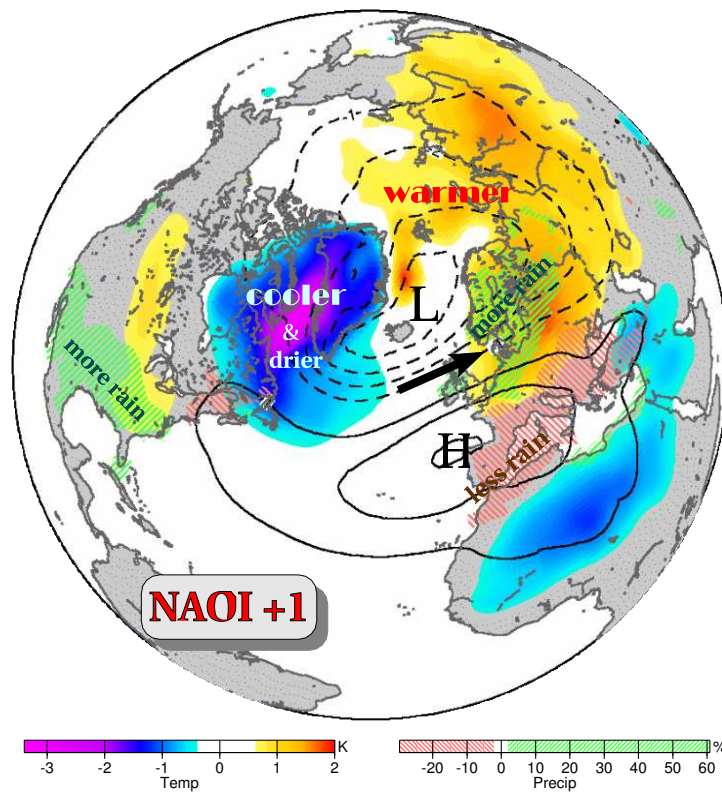 warmer
cooler
&
drier
more rain
L
more rain
H
less rain
NAOI +1
-3 -2 -1 0 1 2 K
Temp
-20 -10 0 10 20 30 40 50 60 %
Precip